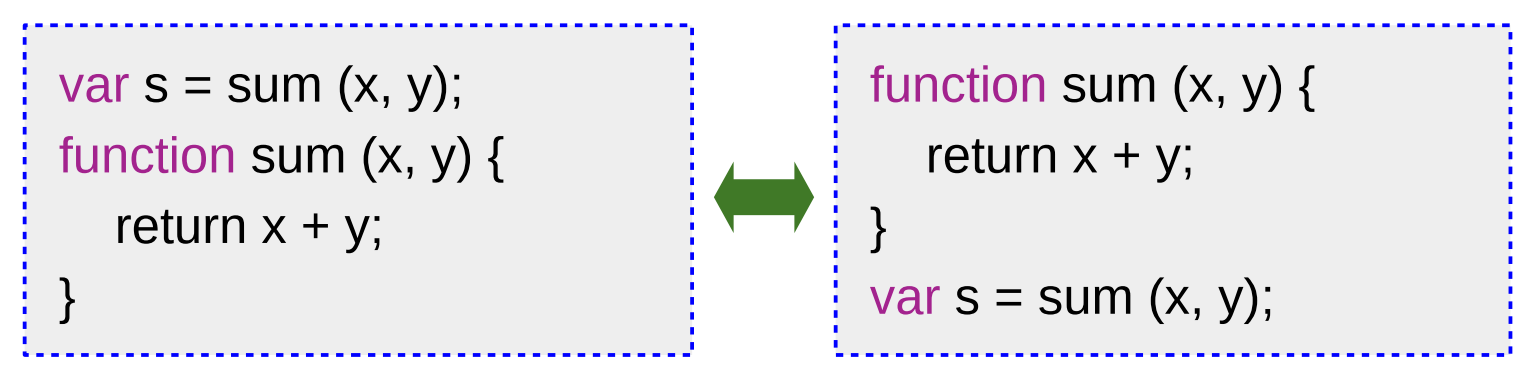 var s = sum (x, y);
function sum (x, y) {
    return x + y;
}
function sum (x, y) {
    return x + y;
}
var s = sum (x, y);